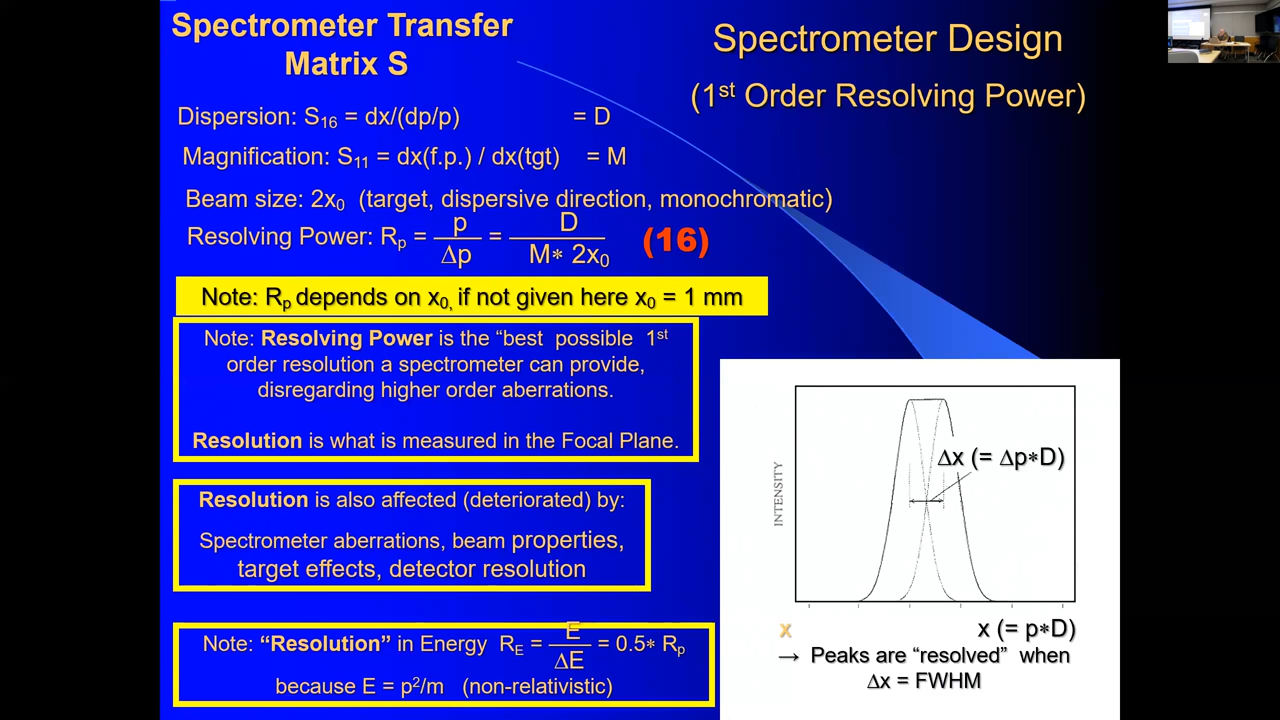 Spectrometer Transfer
Matrix S
Spectrometer Design
(1st Order Resolving Power)
Dispersion: S16 = dx/(dp/p) = D
Magnification: S11 = dx(f.p.) / dx(tgt) = M
Beam size: 2x0 (target, dispersive direction, monochromatic)
Resolving Power: Rp = p/Δp = D/M* 2x0 (16)
Note: Rp depends on x0, if not given here x0 = 1 mm
Note: Resolving Power is the “best possible 1st
order resolution a spectrometer can provide,
disregarding higher order aberrations.
Resolution is what is measured in the Focal Plane.
Resolution is also affected (deteriorated) by:
Spectrometer aberrations, beam properties,
target effects, detector resolution
Note: “Resolution” in Energy RE = E/ΔE = 0.5* Rp
because E = p2/m (non-relativistic)
INTENSITY
Δx (= Δp*D)
x x (= p*D)
→ Peaks are “resolved” when
Δx = FWHM